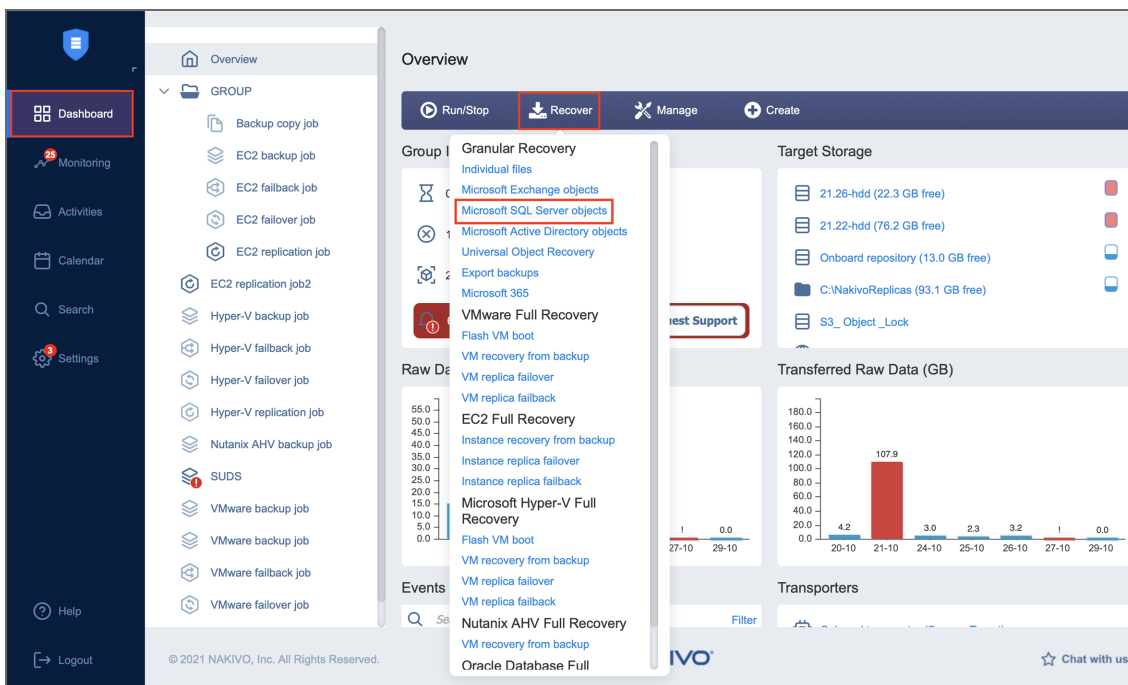 Overview
Dashboard
25
Monitoring
Activities
Calendar
Search
3
Settings
Help
Logout
Overview
GROUP
Backup copy job
EC2 backup job
EC2 failback job
EC2 failover job
EC2 replication job
EC2 replication job2
Hyper-V backup job
Hyper-V failback job
Hyper-V failover job
Hyper-V replication job
Nutanix AHV backup job
SUDS
VMware backup job
VMware backup job
VMware failback job
VMware failover job
Run/Stop
Recover
Manage
Create
Group I
Granular Recovery
Individual files
Microsoft Exchange objects
Microsoft SQL Server objects
Microsoft Active Directory objects
Universal Object Recovery
Export backups
Microsoft 365
VMware Full Recovery
Flash VM boot
VM recovery from backup
VM replica failover
VM replica failback
EC2 Full Recovery
Instance recovery from backup
Instance replica failover
Instance replica failback
Microsoft Hyper-V Full
Recovery
Flash VM boot
VM recovery from backup
VM replica failover
VM replica failback
Nutanix AHV Full Recovery
VM recovery from backup
Oracle Database Full
Support
Raw Da
55.0
50.0
45.0
40.0
35.0
30.0
25.0
20.0
15.0
10.0
5.0
0.0
! 0.0
27-10 29-10
Events
Filter
Target Storage
21.26-hdd (22.3 GB free)
21.22-hdd (76.2 GB free)
Onboard repository (13.0 GB free)
C:\NakivoReplicas (93.1 GB free)
S3_ Object _Lock
Transferred Raw Data (GB)
180.0
160.0
140.0
120.0
100.0
80.0
60.0
40.0
20.0
0.0
4.2 107.9 3.0 2.3 3.2 ! 0.0
20-10 21-10 24-10 25-10 26-10 27-10 29-10
Transporters
© 2021 NAKIVO, Inc. All Rights Reserved.
IVO
Chat with us